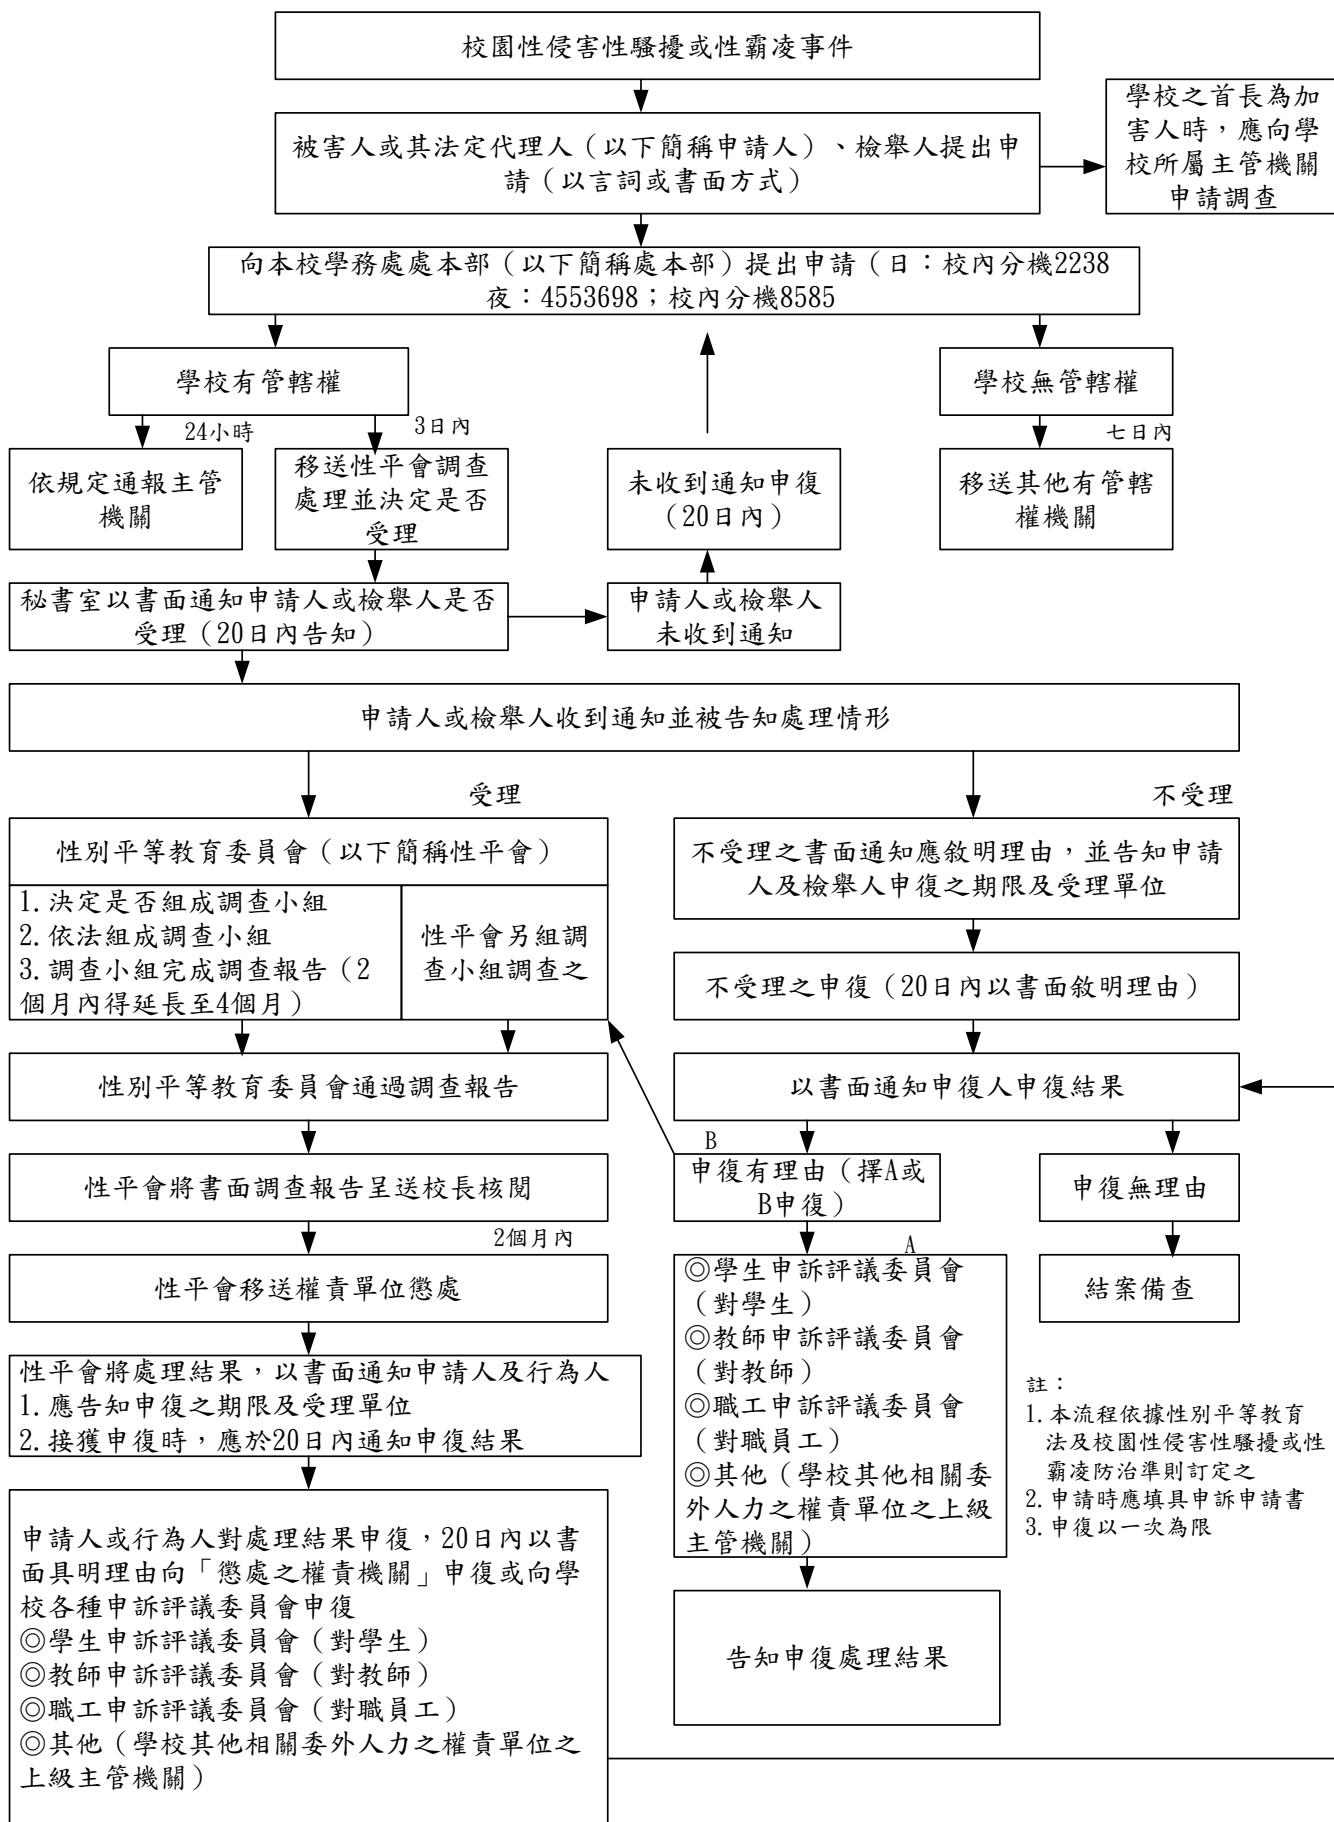 校園性侵害性騷擾或性霸凌事件
被害人或其法定代理人（以下簡稱申請人）、檢舉人提出申
請（以言詞或書面方式）
學校之首長為加
害人時，應向學
校所屬主管機關
申請調查
向本校學務處處本部（以下簡稱處本部）提出申請（日：校內分機2238
夜：4553698；校內分機8585
學校有管轄權
學校無管轄權
24小時
3日內
七日內
依規定通報主管
機關
移送性平會調查
處理並決定是否
受理
未收到通知申復
（20日內）
移送其他有管轄
權機關
秘書室以書面通知申請人或檢舉人是否
受理（20日內告知）
申請人或檢舉人
未收到通知
申請人或檢舉人收到通知並被告知處理情形
受理
不受理
性別平等教育委員會（以下簡稱性平會）
1.決定是否組成調查小組
2.依法組成調查小組
3.調查小組完成調查報告（2
個月內得延長至4個月）
性平會另組調
查小組調查之
不受理之書面通知應敘明理由，並告知申請
人及檢舉人申復之期限及受理單位
不受理之申復（20日內以書面敘明理由）
性別平等教育委員會通過調查報告
以書面通知申復人申復結果
B
性平會將書面調查報告呈送校長核閱
申復有理由（擇A或
B申復）
申復無理由
2個月內
A
性平會移送權責單位懲處
◎學生申訴評議委員會
（對學生）
◎教師申訴評議委員會
（對教師）
◎職工申訴評議委員會
（對職員工）
◎其他（學校其他相關委
外人力之權責單位之上級
主管機關）
結案備查
性平會將處理結果，以書面通知申請人及行為人
1.應告知申復之期限及受理單位
2.接獲申復時，應於20日內通知申復結果
註：
1.本流程依據性別平等教育
法及校園性侵害性騷擾或性
霸凌防治準則訂定之
2.申請時應填具申訴申請書
3.申復以一次為限
申請人或行為人對處理結果申復，20日內以書
面具明理由向「懲處之權責機關」申復或向學
校各種申訴評議委員會申復
◎學生申訴評議委員會（對學生）
◎教師申訴評議委員會（對教師）
◎職工申訴評議委員會（對職員工）
◎其他（學校其他相關委外人力之權責單位之
上級主管機關）
告知申復處理結果